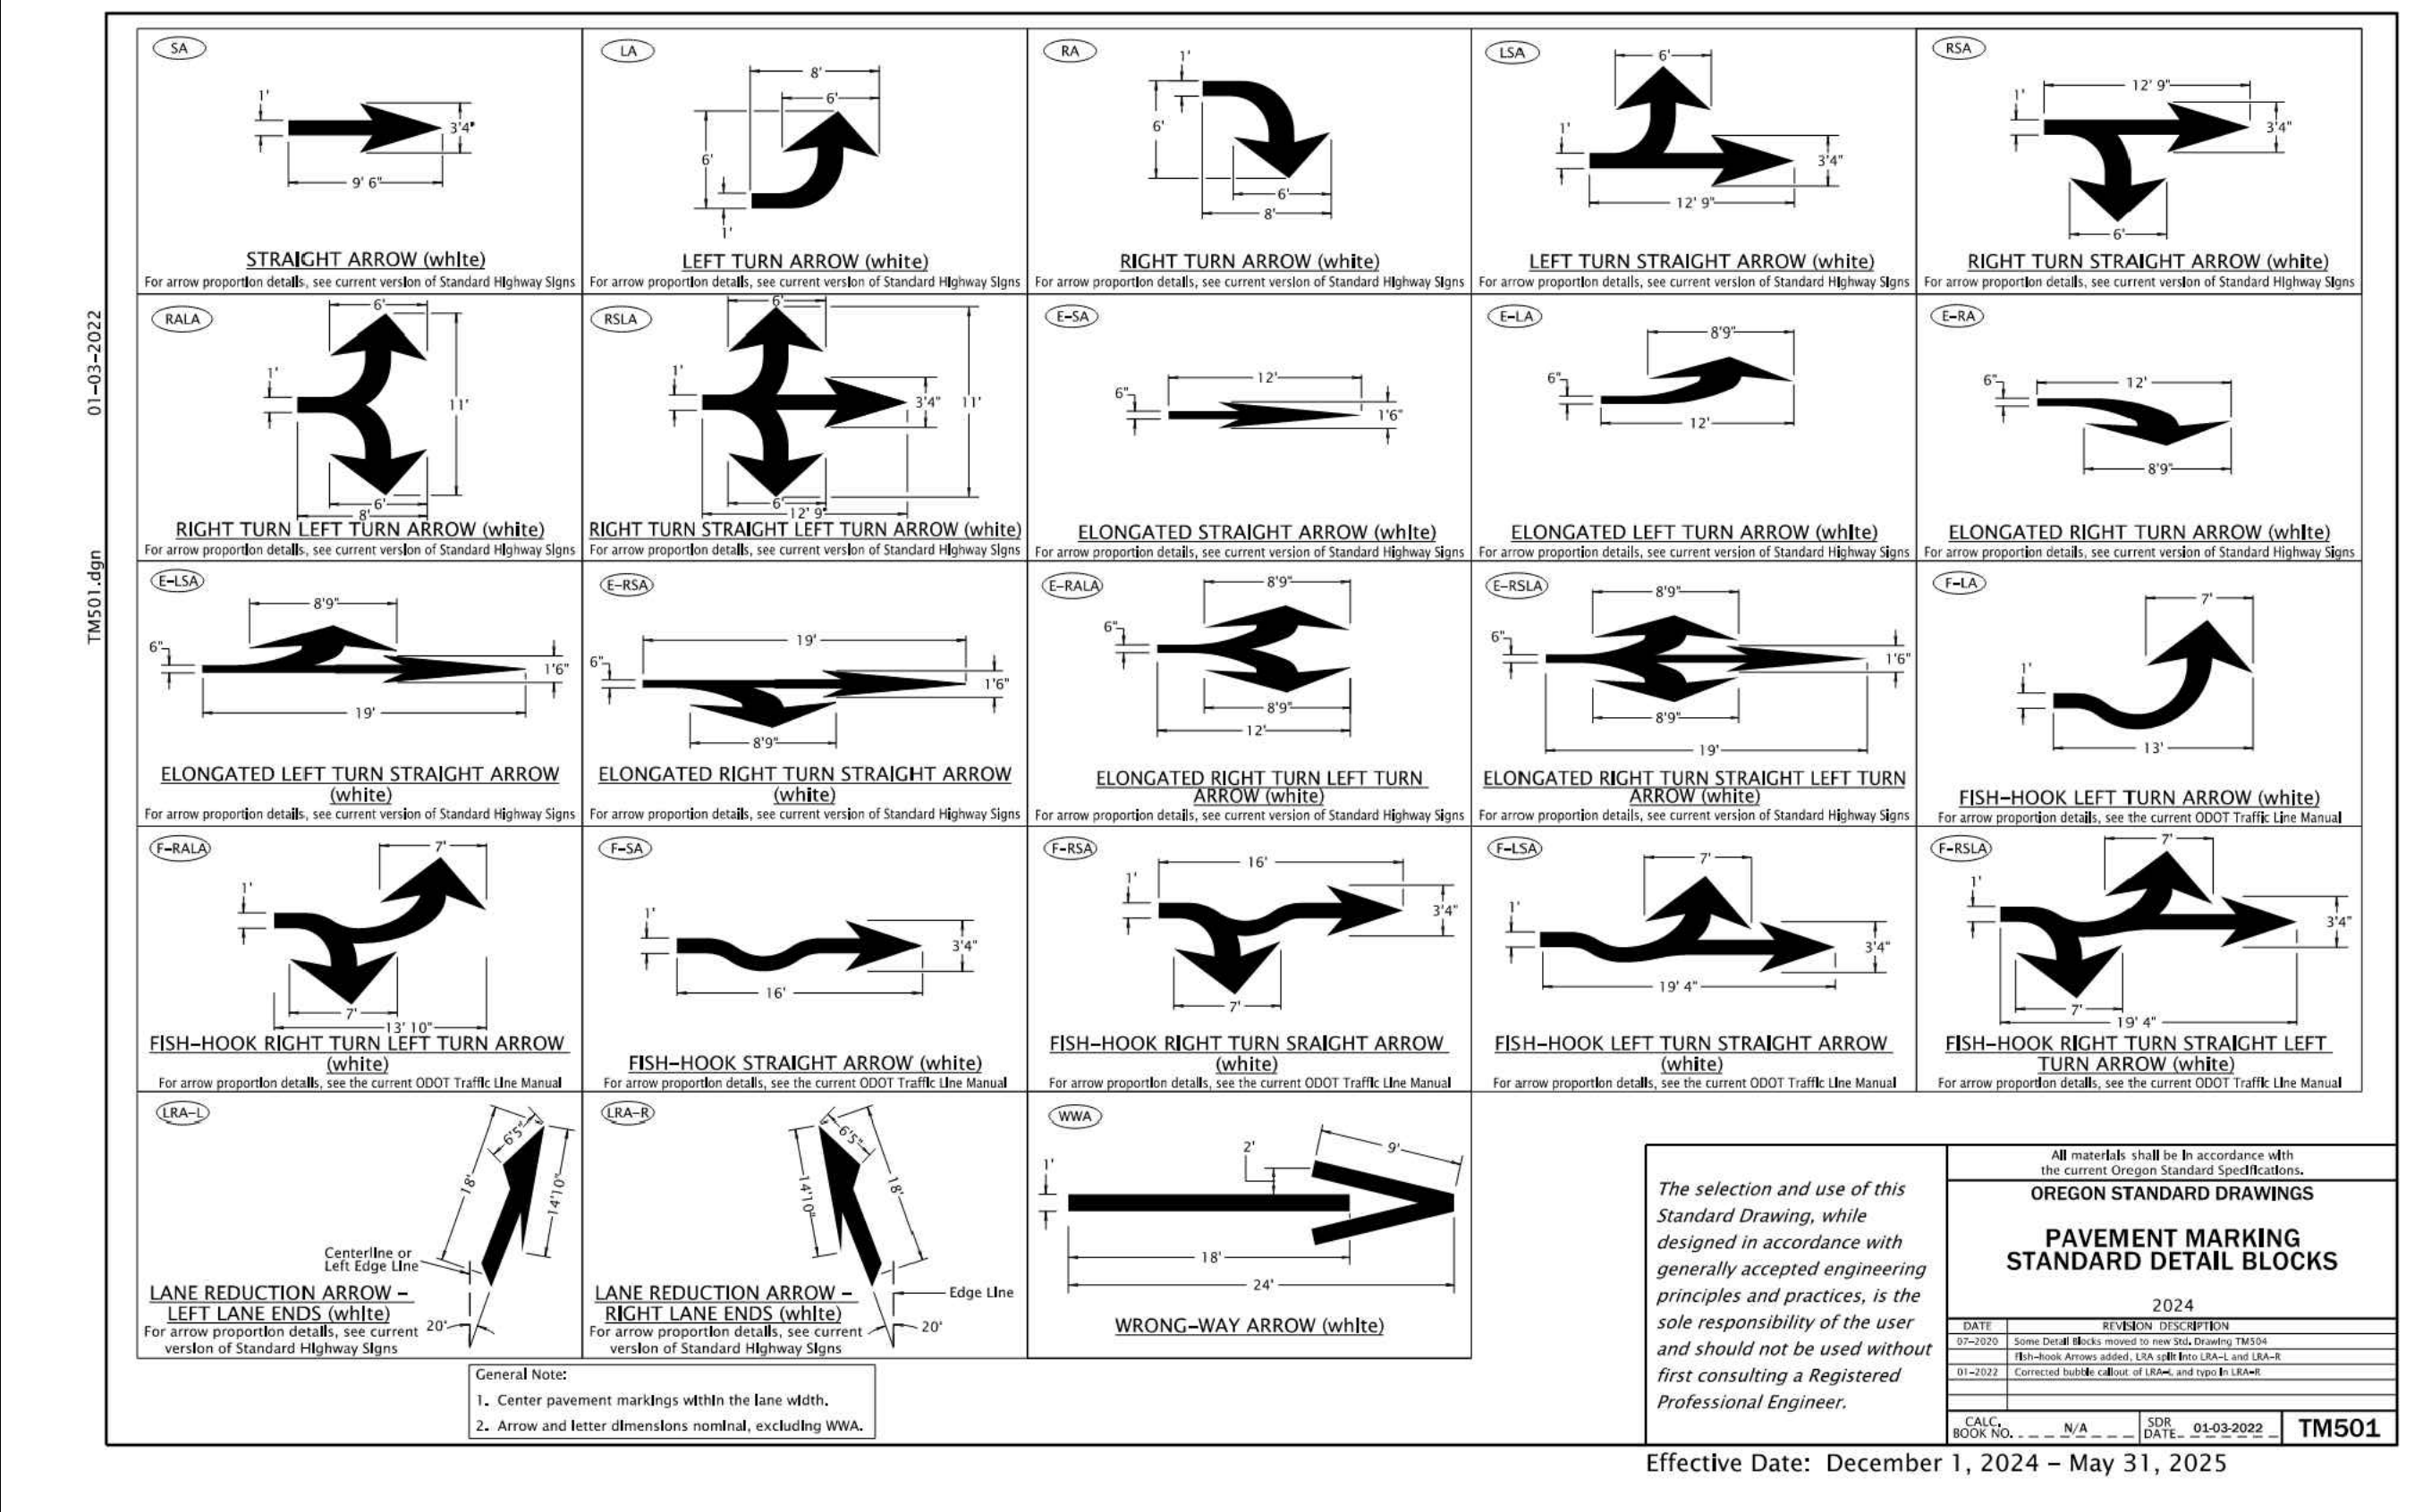 SA
1'
3'4"
9' 6"
STRAIGHT ARROW (white)
For arrow proportion details, see current version of Standard Highway Signs
LA
8'
6'
6'
1'
LEFT TURN ARROW (white)
For arrow proportion details, see current version of Standard Highway Signs
RA
1'
6'
6'
8'
RIGHT TURN ARROW (white)
For arrow proportion details, see current version of Standard Highway Signs
LSA
6'
1'
3'4"
12' 9"
LEFT TURN STRAIGHT ARROW (white)
For arrow proportion details, see current version of Standard Highway Signs
RSA
12' 9"
1'
3'4"
6'
RIGHT TURN STRAIGHT ARROW (white)
For arrow proportion details, see current version of Standard Highway Signs
RALA
6'
1'
11'
6'
8'
RIGHT TURN LEFT TURN ARROW (white)
For arrow proportion details, see current version of Standard Highway Signs
RSLA
6'
1'
3'4"
11'
6'
12' 9"
RIGHT TURN STRAIGHT LEFT TURN ARROW (white)
For arrow proportion details, see current version of Standard Highway Signs
E-SA
12'
6"
1'6"
ELONGATED STRAIGHT ARROW (white)
For arrow proportion details, see current version of Standard Highway Signs
E-LA
8'9"
6"
12'
ELONGATED LEFT TURN ARROW (white)
For arrow proportion details, see current version of Standard Highway Signs
E-RA
6"
12'
8'9"
ELONGATED RIGHT TURN ARROW (white)
For arrow proportion details, see current version of Standard Highway Signs
E-LSA
8'9"
6"
1'6"
19'
ELONGATED LEFT TURN STRAIGHT ARROW
(white)
For arrow proportion details, see current version of Standard Highway Signs
E-RSA
19'
6"
1'6"
8'9"
ELONGATED RIGHT TURN STRAIGHT ARROW
(white)
For arrow proportion details, see current version of Standard Highway Signs
E-RALA
8'9"
6"
8'9"
12'
ELONGATED RIGHT TURN LEFT TURN
ARROW (white)
For arrow proportion details, see current version of Standard Highway Signs
E-RSLA
8'9"
6"
1'6"
8'9"
19'
ELONGATED RIGHT TURN STRAIGHT LEFT TURN
ARROW (white)
For arrow proportion details, see current version of Standard Highway Signs
F-LA
7'
1'
13'
FISH-HOOK LEFT TURN ARROW (white)
For arrow proportion details, see the current ODOT Traffic Line Manual
F-RALA
7'
1'
7'
13' 10"
FISH-HOOK RIGHT TURN LEFT TURN ARROW
(white)
For arrow proportion details, see the current ODOT Traffic Line Manual
F-SA
1'
3'4"
16'
FISH-HOOK STRAIGHT ARROW (white)
For arrow proportion details, see the current ODOT Traffic Line Manual
F-RSA
16'
1'
3'4"
7'
FISH-HOOK RIGHT TURN SRAIGHT ARROW
(white)
For arrow proportion details, see the current ODOT Traffic Line Manual
F-LSA
7'
1'
3'4"
19' 4"
FISH-HOOK LEFT TURN STRAIGHT ARROW
(white)
For arrow proportion details, see the current ODOT Traffic Line Manual
F-RSLA
7'
1'
3'4"
7'
19' 4"
FISH-HOOK RIGHT TURN STRAIGHT LEFT
TURN ARROW (white)
For arrow proportion details, see the current ODOT Traffic Line Manual
LRA-L
6'5"
18'
14'10"
Centerline or
Left Edge Line
LANE REDUCTION ARROW -
LEFT LANE ENDS (white)
For arrow proportion details, see current
version of Standard Highway Signs
20°
LRA-R
6'5"
14'10"
18'
Edge Line
LANE REDUCTION ARROW -
RIGHT LANE ENDS (white)
For arrow proportion details, see current
version of Standard Highway Signs
20°
WWA
2'
9'
1'
18'
24'
WRONG-WAY ARROW (white)
General Note:
1. Center pavement markings within the lane width.
2. Arrow and letter dimensions nominal, excluding WWA.
The selection and use of this
Standard Drawing, while
designed in accordance with
generally accepted engineering
principles and practices, is the
sole responsibility of the user
and should not be used without
first consulting a Registered
Professional Engineer.
All materials shall be in accordance with
the current Oregon Standard Specifications.
OREGON STANDARD DRAWINGS
PAVEMENT MARKING
STANDARD DETAIL BLOCKS
2024
DATE REVISION DESCRIPTION
07-2020 Some Detail Blocks moved to new Std. Drawing TM504
Fish-hook Arrows added, LRA split into LRA-L and LRA-R
01-2022 Corrected bubble callout of LRA-L and typo in LRA-R
CALC. BOOK NO. N/A
SDR DATE 01-03-2022
TM501
Effective Date: December 1, 2024 – May 31, 2025
TM501.dgn 01-03-2022